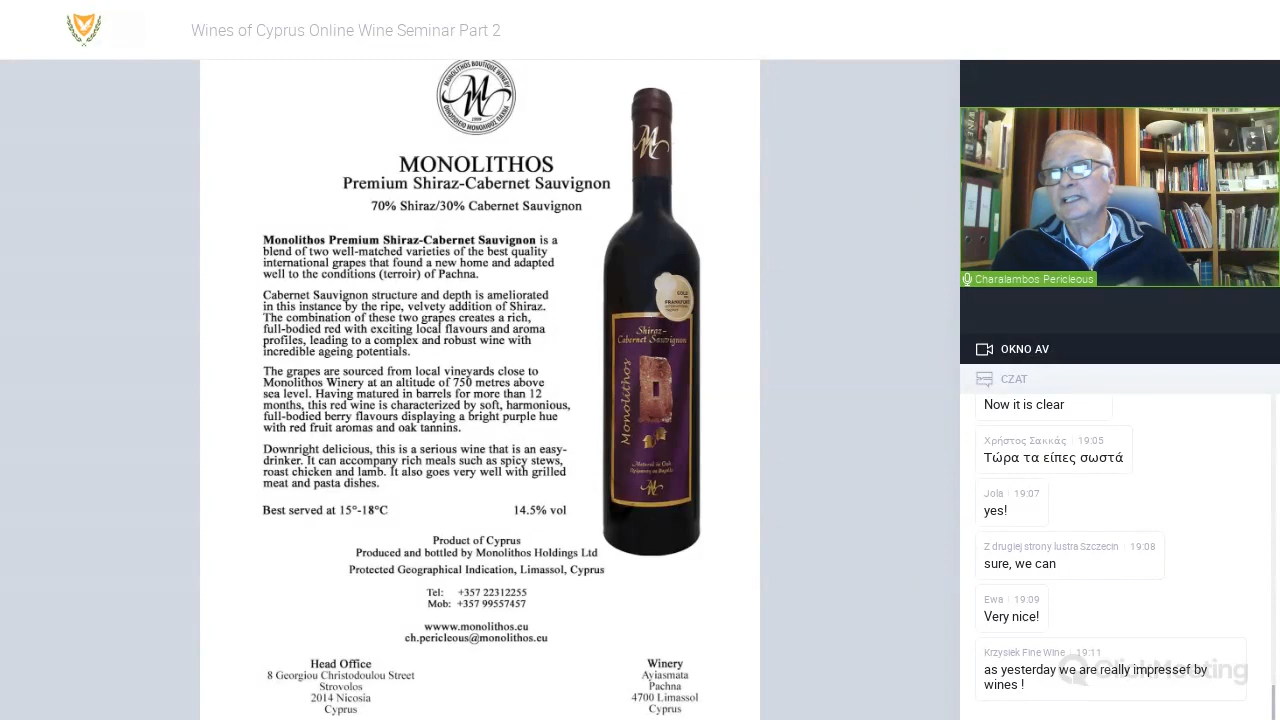 Wines of Cyprus Online Wine Seminar Part 2
MONOLITHOS BOUTIQUE WINERY
1999
MONOLITHOS
Premium Shiraz-Cabernet Sauvignon
70% Shiraz/30% Cabernet Sauvignon
Monolithos Premium Shiraz-Cabernet Sauvignon is a
blend of two well-matched varieties of the best quality
international grapes that found a new home and adapted
well to the conditions (terroir) of Pachna.
Cabernet Sauvignon structure and depth is ameliorated
in this instance by the ripe, velvety addition of Shiraz.
The combination of these two grapes creates a rich,
full-bodied red with exciting local flavours and aroma
profiles, leading to a complex and robust wine with
incredible ageing potentials.
The grapes are sourced from local vineyards close to
Monolithos Winery at an altitude of 750 metres above
sea level. Having matured in barrels for more than 12
months, this red wine is characterized by soft, harmonious,
full-bodied berry flavours displaying a bright purple hue
with red fruit aromas and oak tannins.
Downright delicious, this is a serious wine that is an easy-
drinker. It can accompany rich meals such as spicy stews,
roast chicken and lamb. It also goes very well with grilled
meat and pasta dishes.
Best served at 15°-18°C 14.5% vol
Product of Cyprus
Produced and bottled by Monolithos Holdings Ltd
Protected Geographical Indication, Limassol, Cyprus
Tel: +357 22312255
Mob: +357 99557457
wwww.monolithos.eu
ch.pericleous@monolithos.eu
Head Office
8 Georgiou Christodoulou Street
Strovolos
2014 Nicosia
Cyprus
Winery
Ayiasmata
Pachna
4700 Limassol
Cyprus
GOLD
FRANKFURT
Shiraz-
Cabernet Sauvignon
Monolithos
Matured in Oak
Charalambos Pericleous
OKNO AV
CZAT
Now it is clear
Χρήστος Σακκάς 19:05
Τώρα τα είπες σωστά
Jola 19:07
yes!
Z drugiej strony lustra Szczecin 19:08
sure, we can
Ewa 19:09
Very nice!
Krzysiek Fine Wine 19:11
as yesterday we are really impressef by
wines !
ClickMeeting